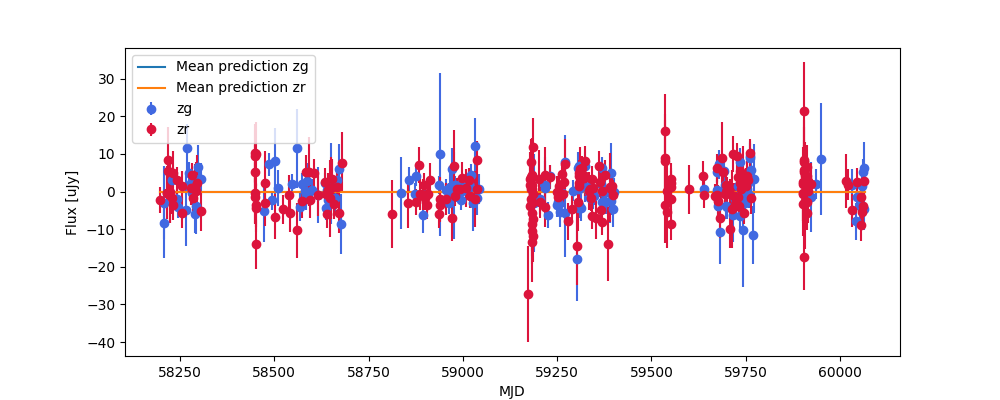 Mean prediction zg
Mean prediction zr
zg
zr
30
20
10
0
−10
−20
−30
−40
Flux [uJy]
58250 58500 58750 59000 59250 59500 59750 60000
MJD